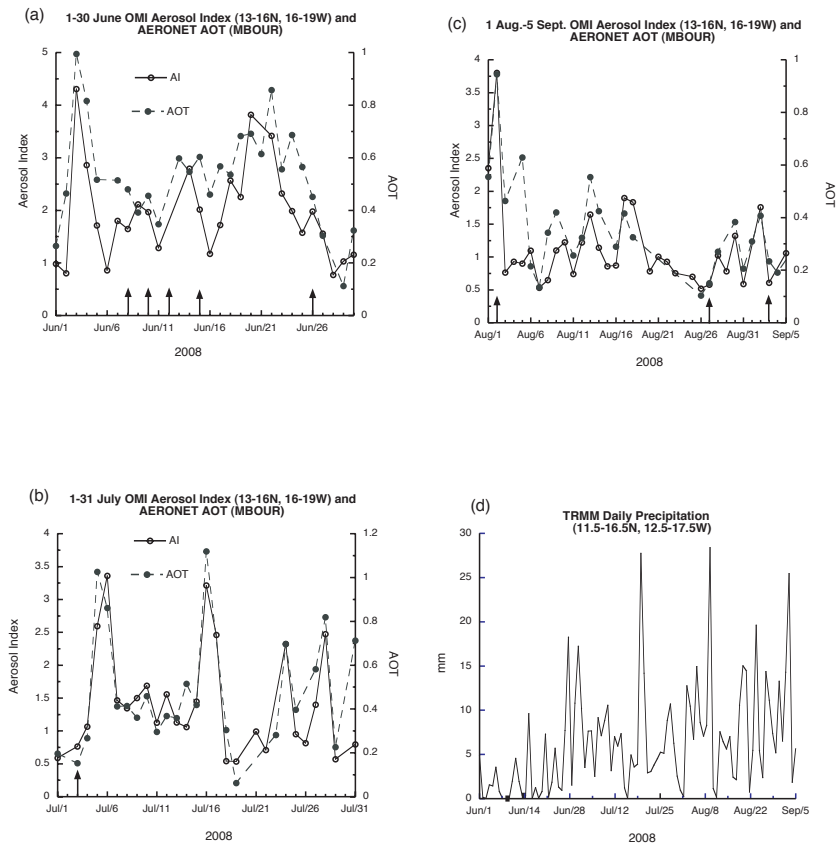 (a)
1-30 June OMI Aerosol Index (13-16N, 16-19W) and
AERONET AOT (MBOUR)
5
4
3
2
1
0
Aerosol Index
AI
AOT
1
0.8
0.6
0.4
0.2
0
AOT
Jun/1 Jun/6 Jun/11 Jun/16 Jun/21 Jun/26
2008
(c)
1 Aug.-5 Sept. OMI Aerosol Index (13-16N, 16-19W) and
AERONET AOT (MBOUR)
4
3.5
3
2.5
2
1.5
1
0.5
0
Aerosol Index
1
0.8
0.6
0.4
0.2
0
AOT
Aug/1 Aug/6 Aug/11 Aug/16 Aug/21 Aug/26 Aug/31 Sep/5
2008
(b)
1-31 July OMI Aerosol Index (13-16N, 16-19W) and
AERONET AOT (MBOUR)
4
3.5
3
2.5
2
1.5
1
0.5
0
Aerosol Index
AI
AOT
1.2
1
0.8
0.6
0.4
0.2
0
AOT
Jul/1 Jul/6 Jul/11 Jul/16 Jul/21 Jul/26 Jul/31
2008
(d)
TRMM Daily Precipitation
(11.5-16.5N, 12.5-17.5W)
30
25
20
15
10
5
0
mm
Jun/1 Jun/14 Jun/28 Jul/12 Jul/25 Aug/8 Aug/22 Sep/5
2008